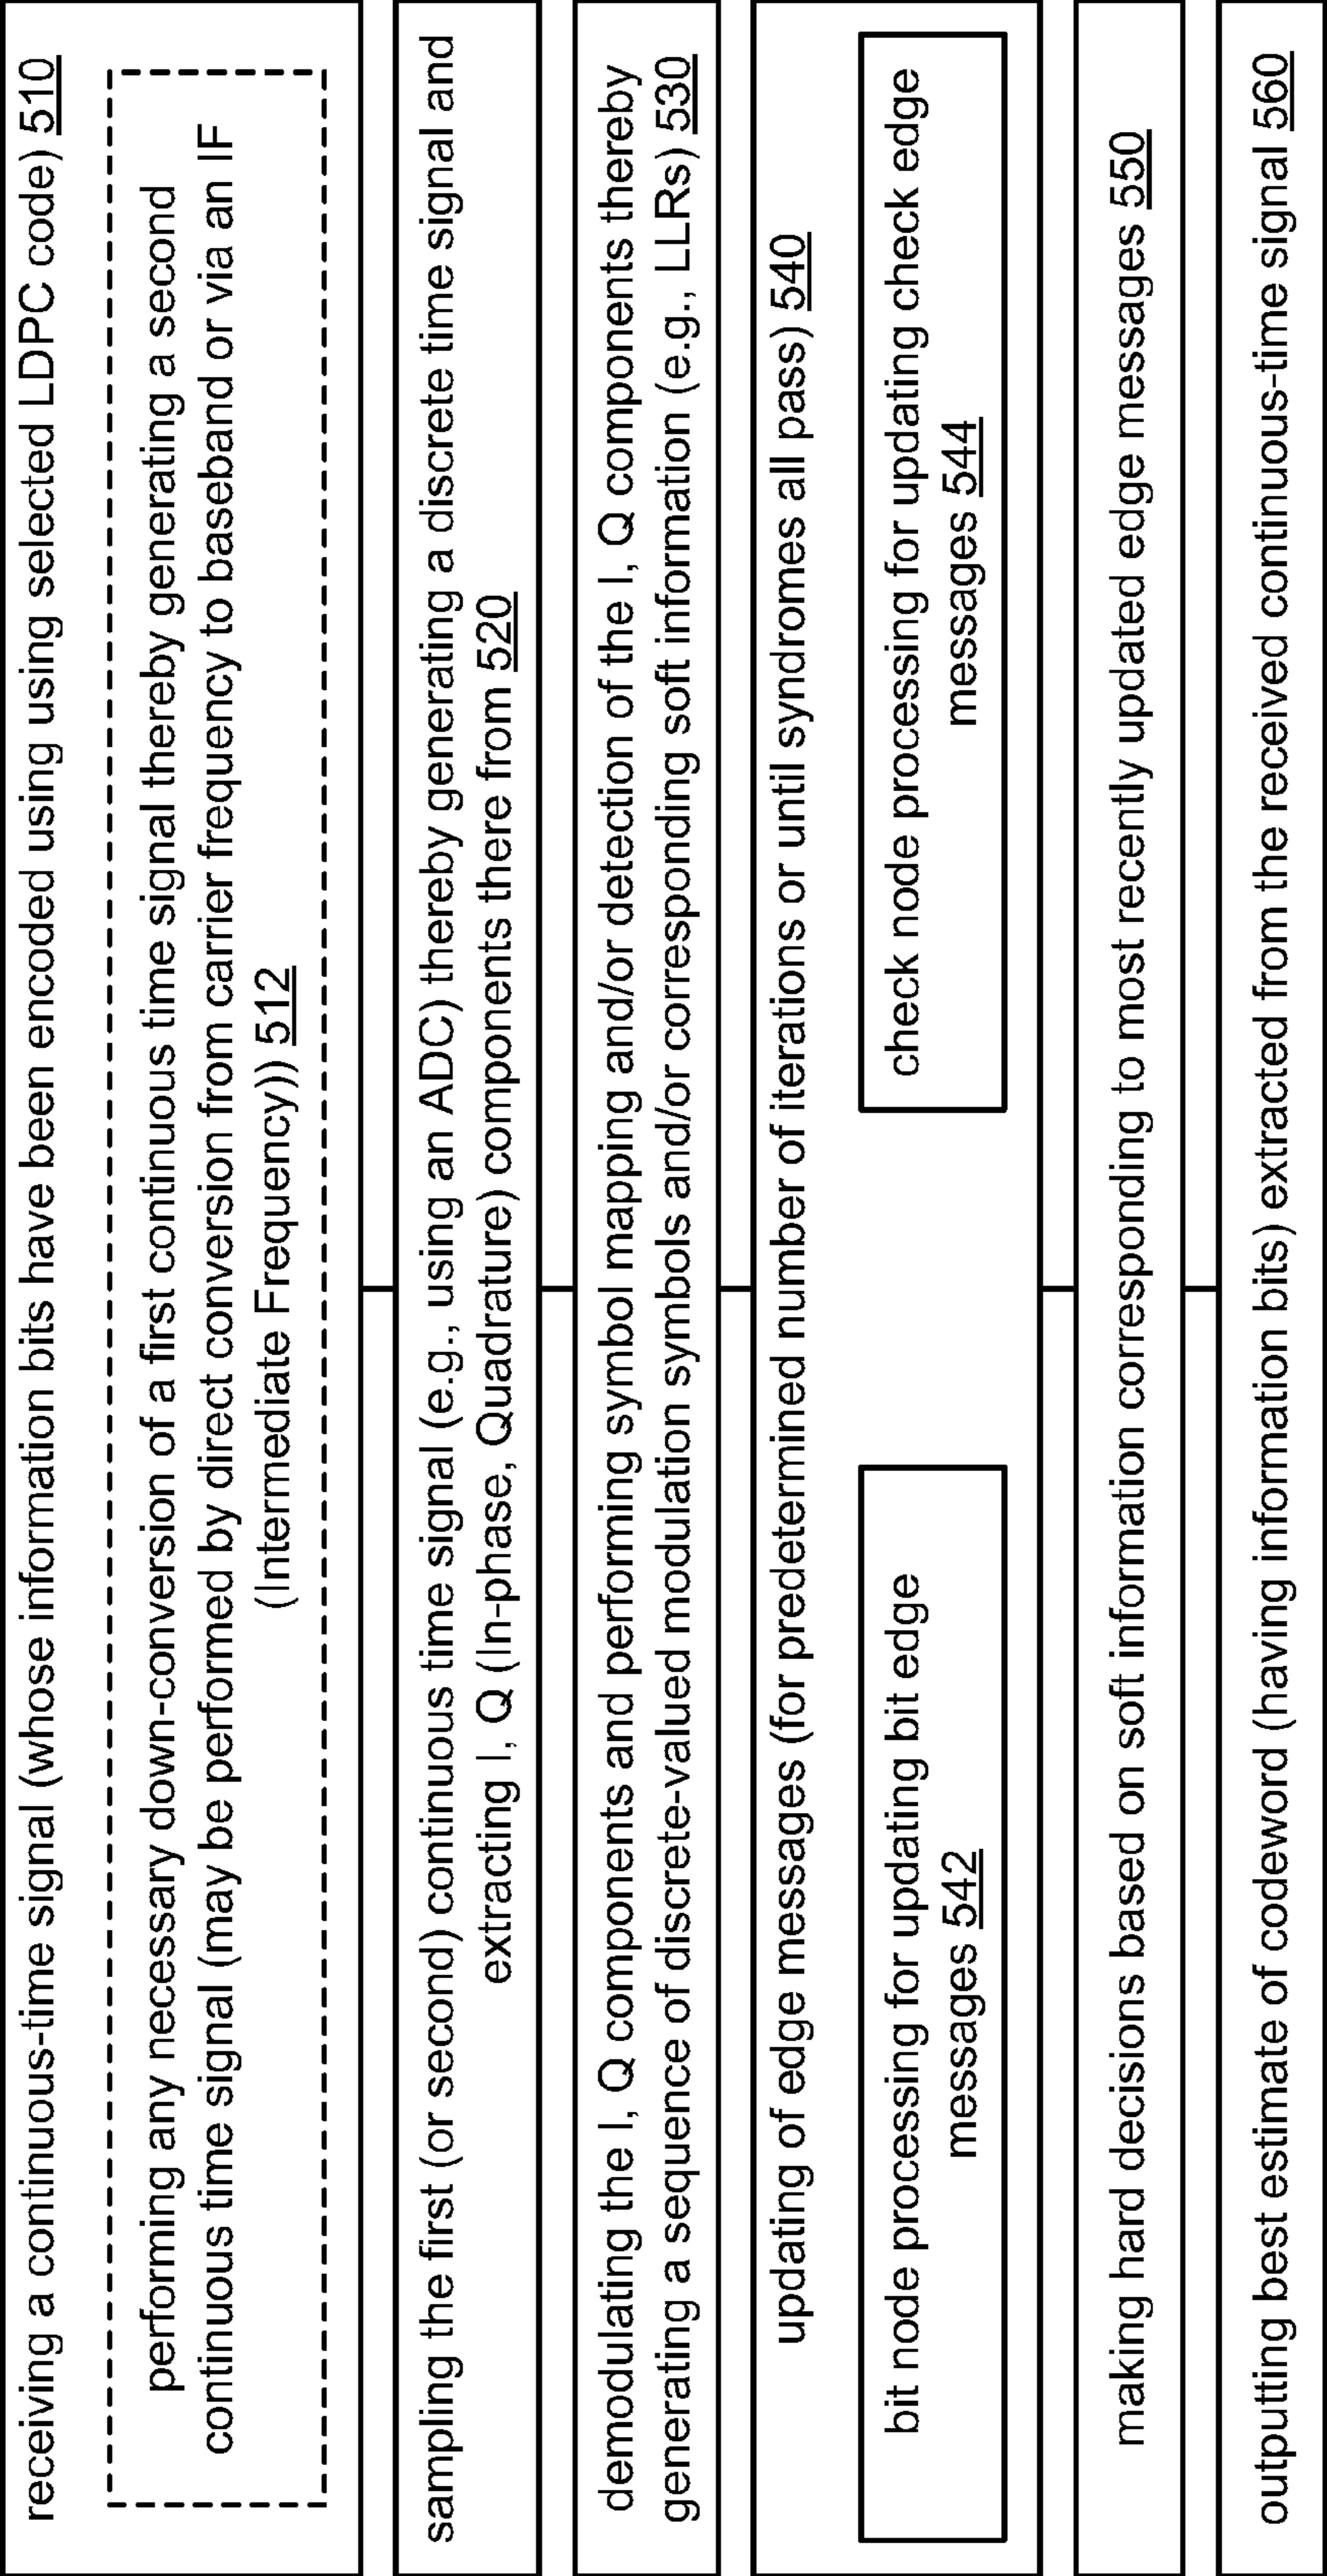 receiving a continuous-time signal (whose information bits have been encoded using using selected LDPC code) 510
performing any necessary down-conversion of a first continuous time signal thereby generating a second
continuous time signal (may be performed by direct conversion from carrier frequency to baseband or via an IF
(Intermediate Frequency)) 512
sampling the first (or second) continuous time signal (e.g., using an ADC) thereby generating a discrete time signal and
extracting I, Q (In-phase, Quadrature) components there from 520
demodulating the I, Q components and performing symbol mapping and/or detection of the I, Q components thereby
generating a sequence of discrete-valued modulation symbols and/or corresponding soft information (e.g., LLRs) 530
updating of edge messages (for predetermined number of iterations or until syndromes all pass) 540
bit node processing for updating bit edge
messages 542
check node processing for updating check edge
messages 544
making hard decisions based on soft information corresponding to most recently updated edge messages 550
outputting best estimate of codeword (having information bits) extracted from the received continuous-time signal 560